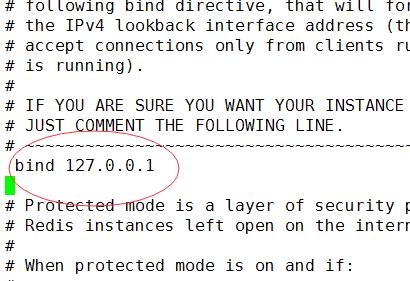 # following bind directive, that will for
# the IPv4 lookback interface address (th
# accept connections only from clients ru
# is running).
#
# IF YOU ARE SURE YOU WANT YOUR INSTANCE
# JUST COMMENT THE FOLLOWING LINE.
# ~~~~~~~~~~~~~~~~~~~~~~~~~~~~~~~~~~~~~~~
bind 127.0.0.1
# Protected mode is a layer of security p
# Redis instances left open on the intern
#
# When protected mode is on and if:
#